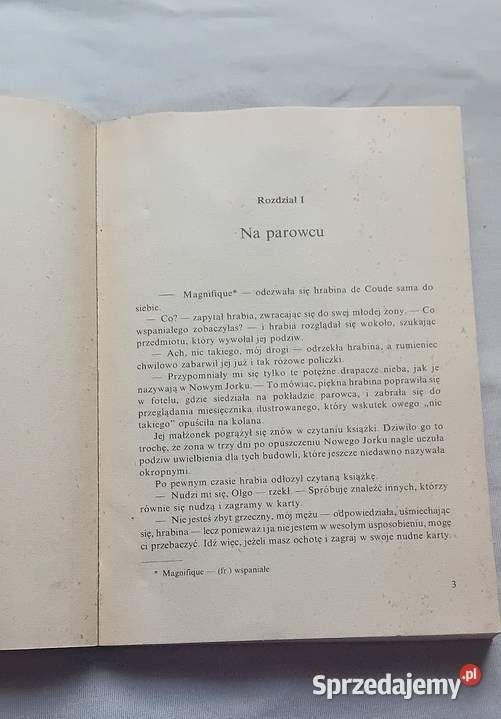 Rozdział I
Na parowcu
— Magnifique* — odezwała się hrabina de Coude sama do
siebie.
— Co? — zapytał hrabia, zwracając się do swej młodej żony. — Co
wspaniałego zobaczyłaś? — i hrabia rozglądał się wokoło, szukając
przedmiotu, który wywołał jej podziw.
— Ach, nic takiego, mój drogi — odrzekła hrabina, a rumieniec
chwilowo zabarwił jej już i tak różowe policzki.
— Przypomniały mi się tylko te potężne drapacze nieba, jak je
nazywają w Nowym Jorku. — To mówiąc, piękna hrabina poprawiła się
w fotelu, gdzie siedziała na pokładzie parowca, i zabrała się do
przeglądania miesięcznika ilustrowanego, który wskutek owego „nic
takiego" opuściła na kolana.
Jej małżonek pogrążył się znów w czytaniu książki. Dziwiło go to
trochę, że żona w trzy dni po opuszczeniu Nowego Jorku nagle uczuła
podziw uwielbienia dla tych budowli, które jeszcze niedawno nazywała
okropnymi.
Po pewnym czasie hrabia odłożył czytaną książkę.
— Nudzi mi się, Olgo — rzekł. — Spróbuję znaleźć innych, którzy
równie się nudzą i zagramy w karty.
— Nie jesteś zbyt grzeczny, mój mężu — odpowiedziała, uśmiechając
się, hrabina — lecz ponieważ i ja nie jestem w wesołym usposobieniu, mogę
ci przebaczyć. Idź więc, jeżeli masz ochotę i zagraj w swoje nudne karty.
* Magnifique — (fr.) wspaniałe
3
Sprzedajemy.pl